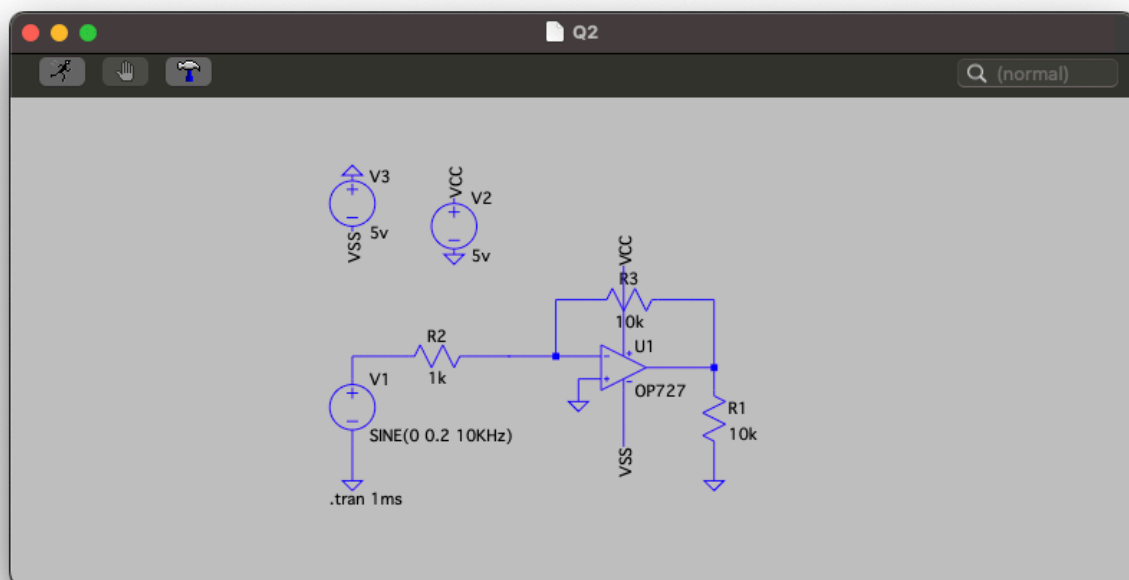 Q2
(normal)
V3
5v
VSS
VCC
V2
5v
VCC
R3
10k
R2
1k
U1
OP727
V1
SINE(0 0.2 10KHz)
R1
10k
VSS
.tran 1ms